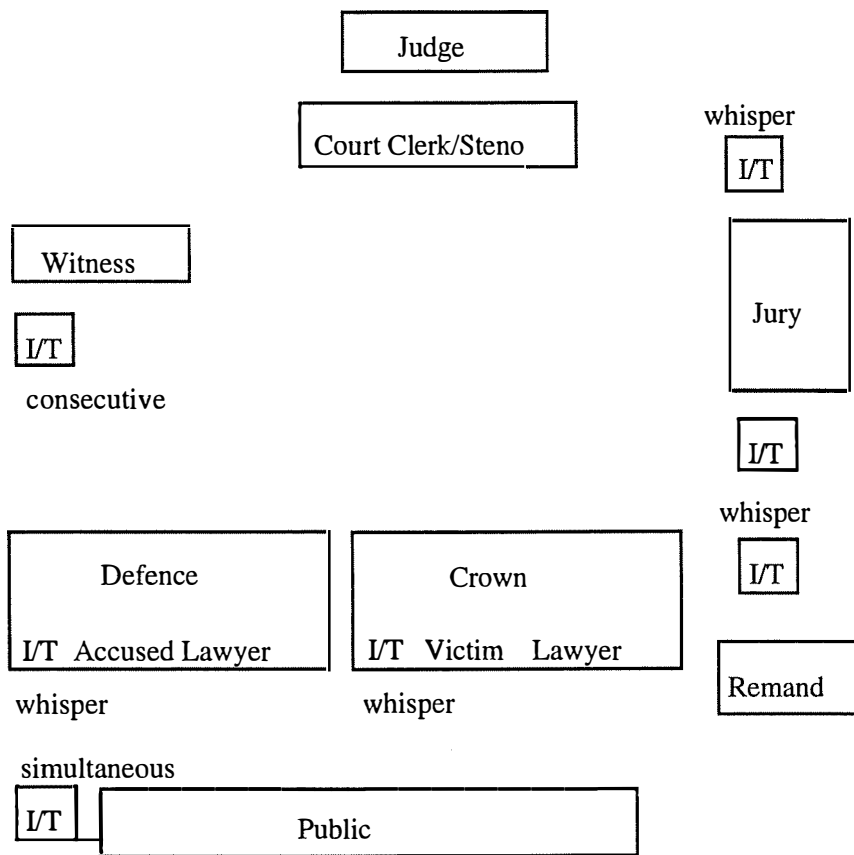 Judge
Court Clerk/Steno
whisper
I/T
Witness
Jury
I/T
consecutive
I/T
whisper
Defence
Crown
I/T
I/T Accused Lawyer
I/T Victim Lawyer
Remand
whisper
whisper
simultaneous
I/T
Public